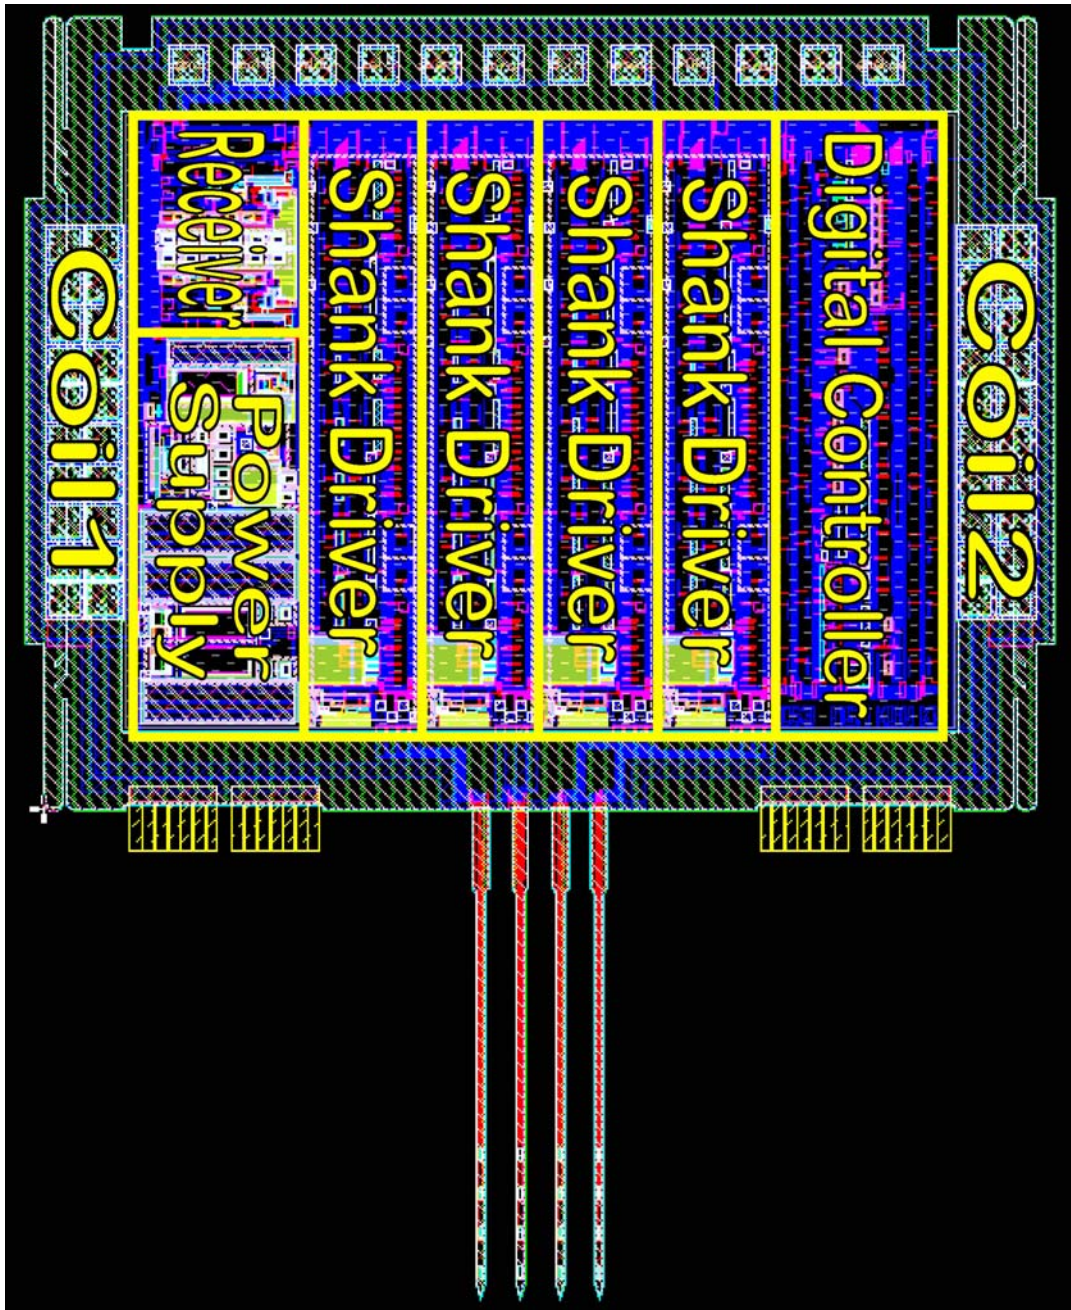 Coil1
Receiver
Power
Supply
Shank Driver
Shank Driver
Shank Driver
Shank Driver
Digital Controller
Coil2